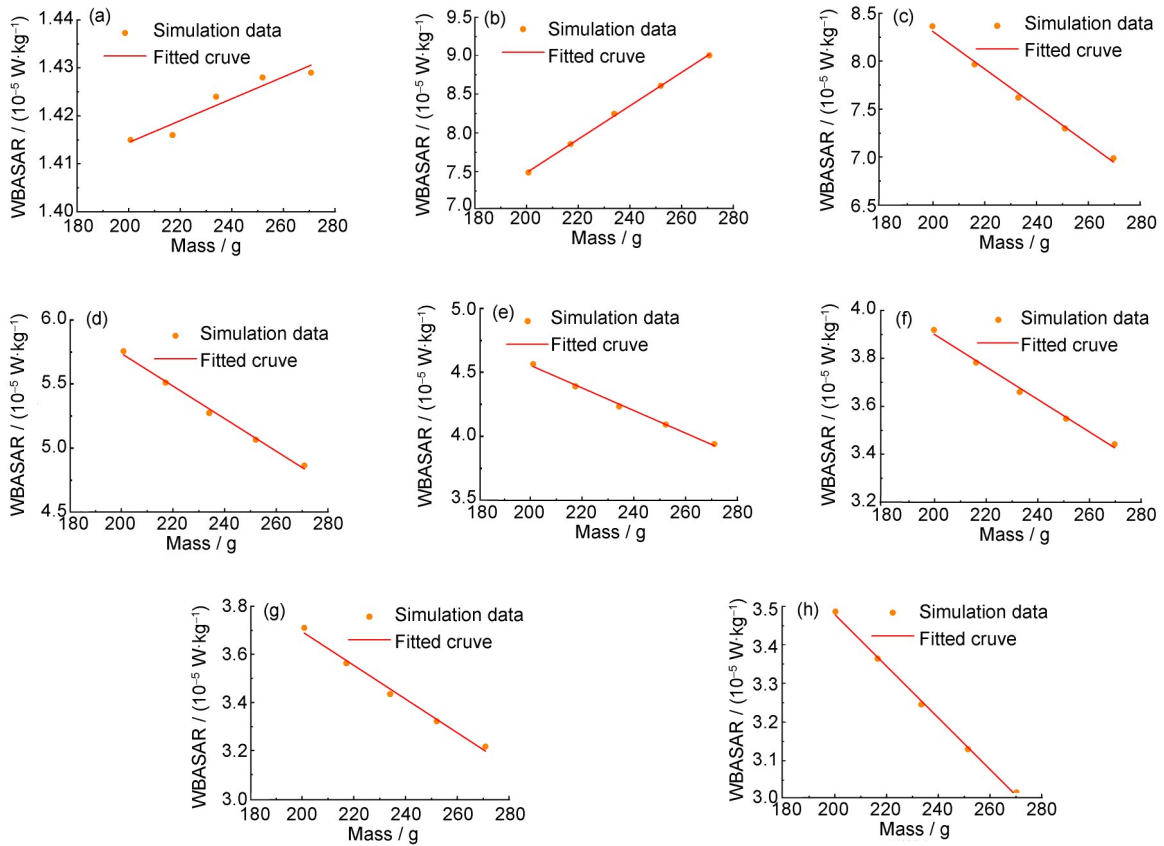 (a)
Simulation data
Fitted cruve
WBASAR / (10⁻⁵ W·kg⁻¹)
1.44
1.43
1.42
1.41
1.40
180 200 220 240 260 280
Mass / g
(b)
Simulation data
Fitted cruve
WBASAR / (10⁻⁵ W·kg⁻¹)
9.5
9.0
8.5
8.0
7.5
7.0
180 200 220 240 260 280
Mass / g
(c)
Simulation data
Fitted cruve
WBASAR / (10⁻⁵ W·kg⁻¹)
8.5
8.0
7.5
7.0
6.5
180 200 220 240 260 280
Mass / g
(d)
Simulation data
Fitted cruve
WBASAR / (10⁻⁵ W·kg⁻¹)
6.0
5.5
5.0
4.5
180 200 220 240 260 280
Mass / g
(e)
Simulation data
Fitted cruve
WBASAR / (10⁻⁵ W·kg⁻¹)
5.0
4.5
4.0
3.5
180 200 220 240 260 280
Mass / g
(f)
Simulation data
Fitted cruve
WBASAR / (10⁻⁵ W·kg⁻¹)
4.0
3.8
3.6
3.4
3.2
180 200 220 240 260 280
Mass / g
(g)
Simulation data
Fitted cruve
WBASAR / (10⁻⁵ W·kg⁻¹)
3.8
3.6
3.4
3.2
3.0
180 200 220 240 260 280
Mass / g
(h)
Simulation data
Fitted cruve
WBASAR / (10⁻⁵ W·kg⁻¹)
3.5
3.4
3.3
3.2
3.1
3.0
180 200 220 240 260 280
Mass / g